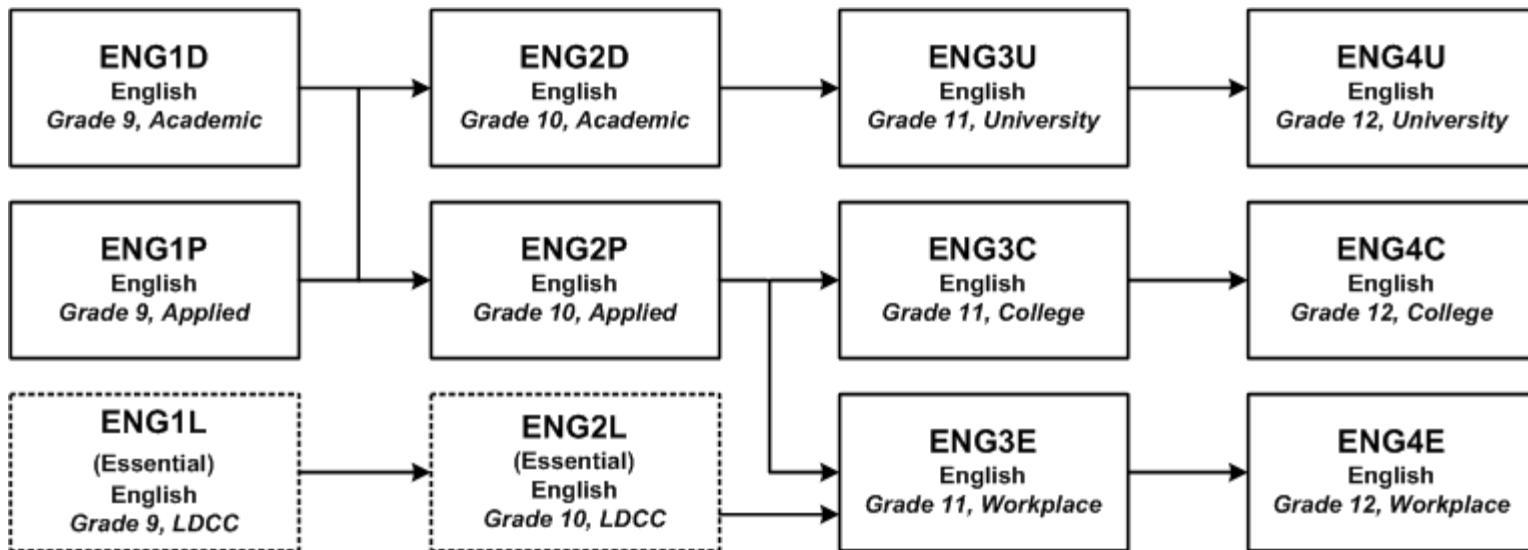 ENG1D
English
Grade 9, Academic
ENG2D
English
Grade 10, Academic
ENG3U
English
Grade 11, University
ENG4U
English
Grade 12, University
ENG1P
English
Grade 9, Applied
ENG2P
English
Grade 10, Applied
ENG3C
English
Grade 11, College
ENG4C
English
Grade 12, College
ENG1L
(Essential)
English
Grade 9, LDCC
ENG2L
(Essential)
English
Grade 10, LDCC
ENG3E
English
Grade 11, Workplace
ENG4E
English
Grade 12, Workplace